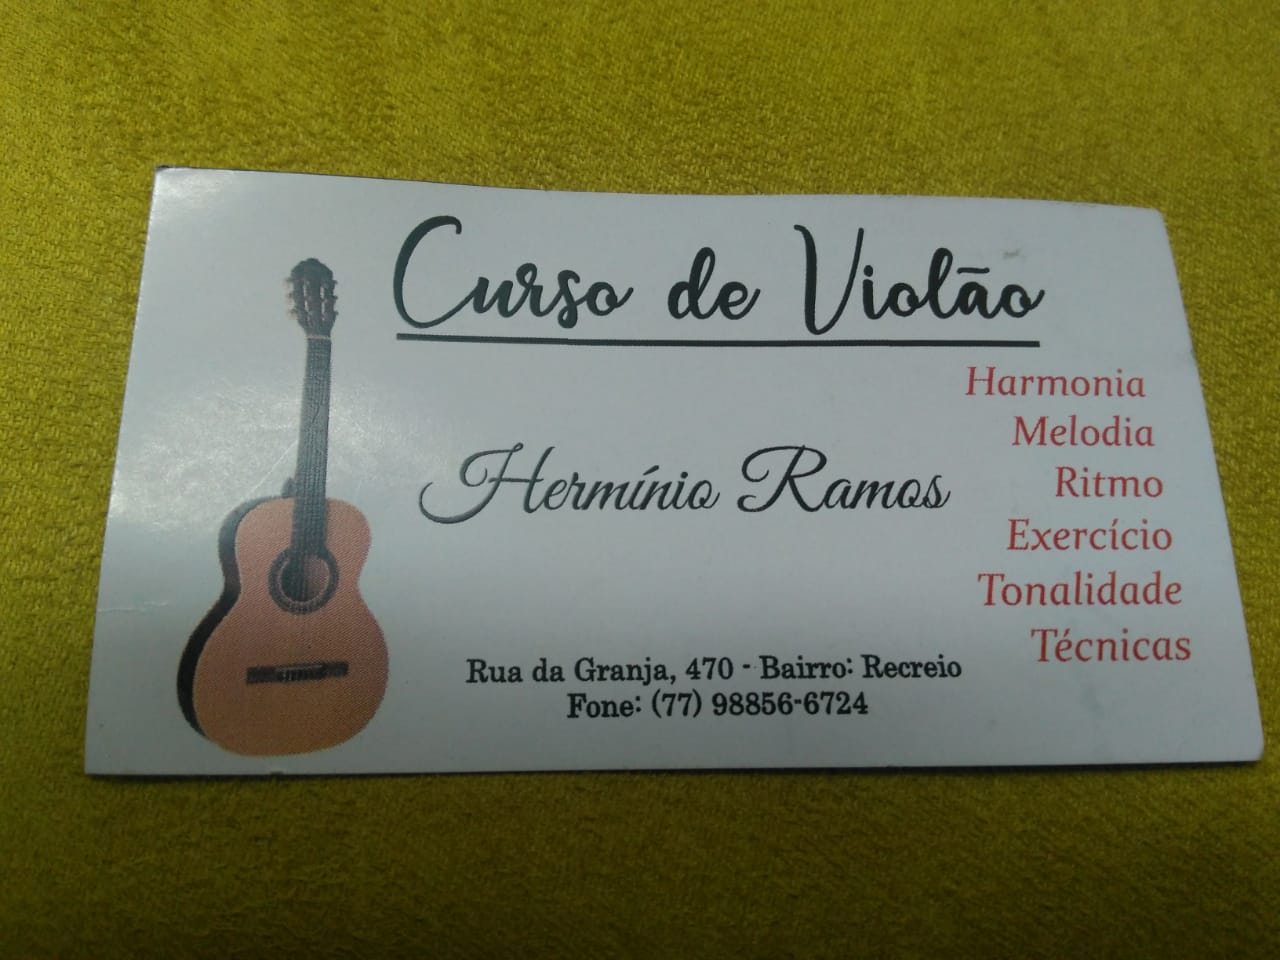 Curso de Violão
Harmonia
Melodia
Ritmo
Exercício
Tonalidade
Técnicas
Hermínio Ramos
Rua da Granja, 470 - Bairro: Recreio
Fone: (77) 98856-6724